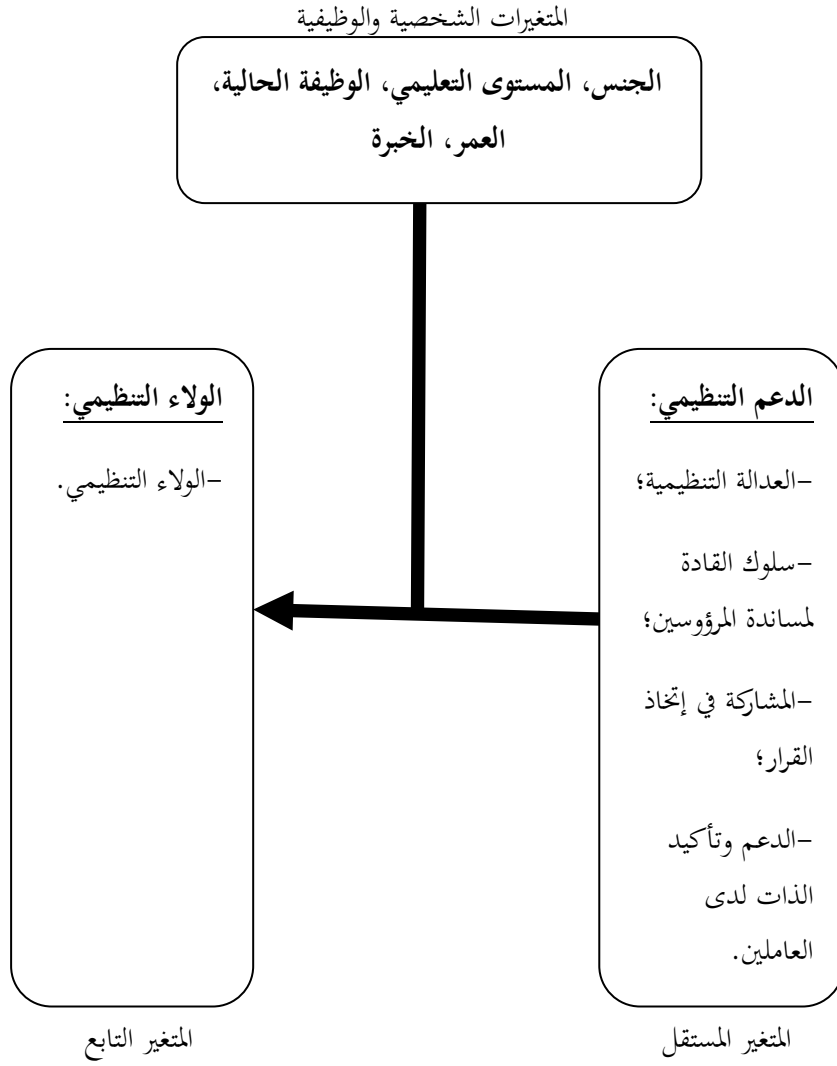 المتغيرات الشخصية والوظيفية
الجنس، المستوى التعليمي، الوظيفة الحالية،
العمر، الخبرة
الدعم التنظيمي:
-العدالة التنظيمية؛
-سلوك القادة
لمساندة المرؤوسين؛
-المشاركة في إتخاذ
القرار؛
-الدعم وتأكيد
الذات لدى
العاملين.
المتغير المستقل
الولاء التنظيمي:
-الولاء التنظيمي.
المتغير التابع